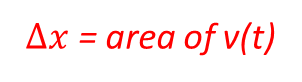 Δx = area of v(t)